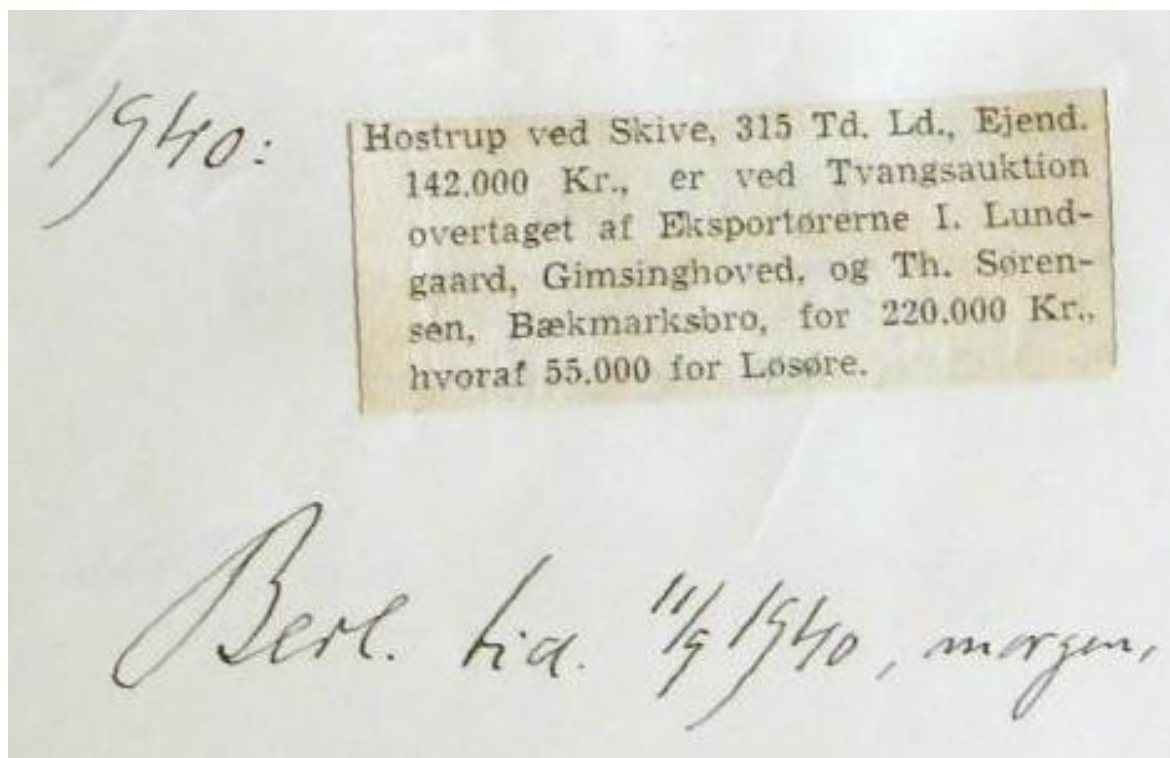 1940:
Hostrup ved Skive, 315 Td. Ld., Ejend.
142.000 Kr., er ved Tvangsauktion
overtaget af Eksportørerne I. Lund-
gaard, Gimsinghoved, og Th. Søren-
sen, Bækmarksbro, for 220.000 Kr.,
hvoraf 55.000 for Løsøre.
Berl. tid. 11/9 1940, morgen,